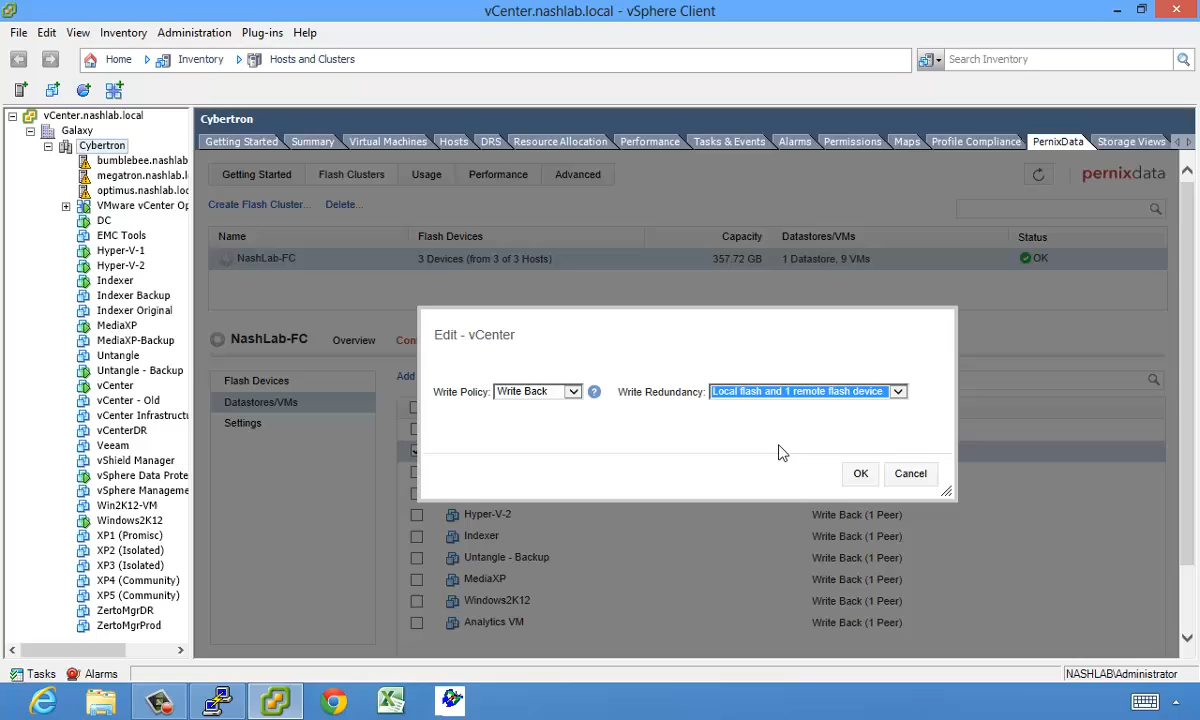 vCenter.nashlab.local - vSphere Client
File Edit View Inventory Administration Plug-ins Help
Home Inventory Hosts and Clusters Search Inventory
vCenter.nashlab.local
Galaxy
Cybertron
bumblebee.nashlab
megatron.nashlab.l
optimus.nashlab.loc
VMware vCenter Op
DC
EMC Tools
Hyper-V-1
Hyper-V-2
Indexer
Indexer Backup
Indexer Original
MediaXP
MediaXP-Backup
Untangle
Untangle - Backup
vCenter
vCenter - Old
vCenter Infrastructu
vCenterDR
Veeam
vShield Manager
vSphere Data Prote
vSphere Manageme
Win2K12-VM
Windows2K12
XP1 (Promisc)
XP2 (Isolated)
XP3 (Isolated)
XP4 (Community)
XP5 (Community)
ZertoMgrDR
ZertoMgrProd
Cybertron
Getting Started Summary Virtual Machines Hosts DRS Resource Allocation Performance Tasks & Events Alarms Permissions Maps Profile Compliance PernixData Storage Views
Getting Started Flash Clusters Usage Performance Advanced pernixdata
Create Flash Cluster... Delete...
Name Flash Devices Capacity Datastores/VMs Status
NashLab-FC 3 Devices (from 3 of 3 Hosts) 357.72 GB 1 Datastore, 9 VMs OK
NashLab-FC Overview Con
Flash Devices
Datastores/VMs
Settings
Add
Edit - vCenter
Write Policy: Write Back ? Write Redundancy: Local flash and 1 remote flash device
OK Cancel
Hyper-V-2 Write Back (1 Peer)
Indexer Write Back (1 Peer)
Untangle - Backup Write Back (1 Peer)
MediaXP Write Back (1 Peer)
Windows2K12 Write Back (1 Peer)
Analytics VM Write Back (1 Peer)
Tasks Alarms NASHLAB\Administrator